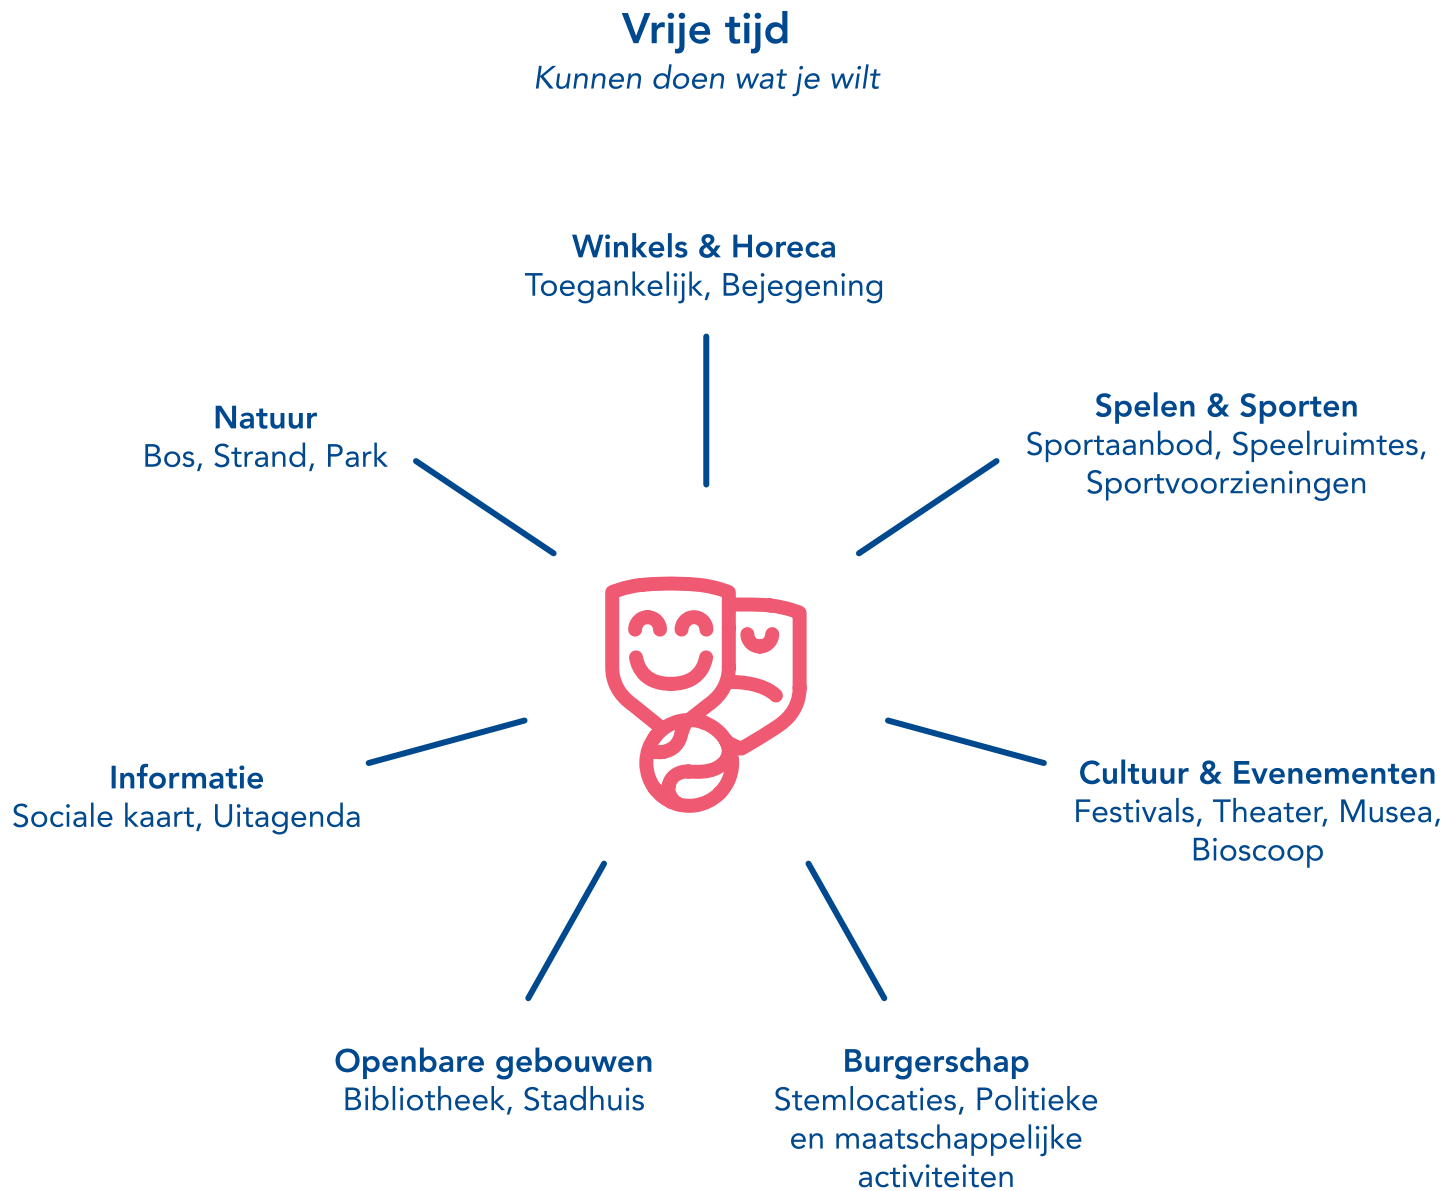 Vrije tijd
Kunnen doen wat je wilt
Winkels & Horeca
Toegankelijk, Bejegening
Spelen & Sporten
Sportaanbod, Speelruimtes,
Sportvoorzieningen
Natuur
Bos, Strand, Park
Cultuur & Evenementen
Festivals, Theater, Musea,
Bioscoop
Informatie
Sociale kaart, Uitagenda
Openbare gebouwen
Bibliotheek, Stadhuis
Burgerschap
Stemlocaties, Politieke
en maatschappelijke
activiteiten